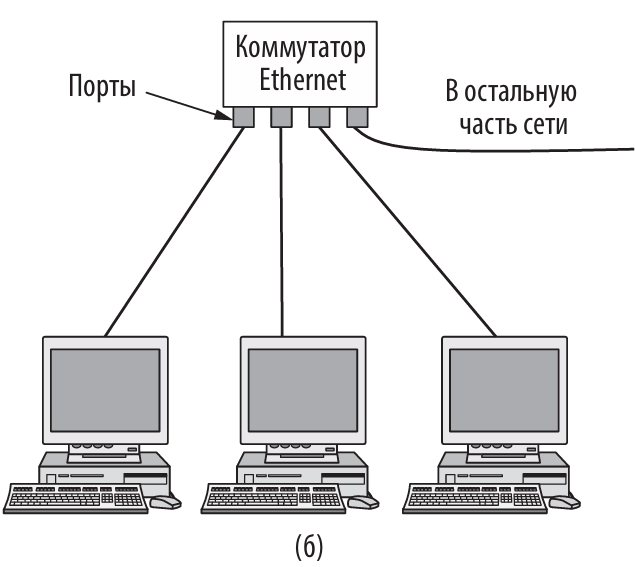 Коммутатор
Ethernet
Порты
В остальную
часть сети
(б)